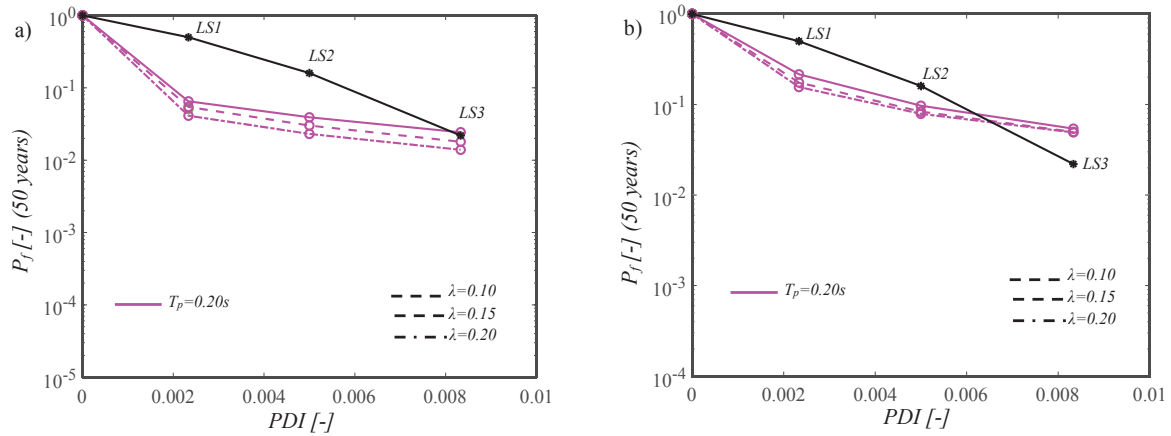 a)
10^0
10^-1
10^-2
10^-3
10^-4
10^-5
P_f [-] (50 years)
LS1
LS2
LS3
T_p=0.20s
λ=0.10
λ=0.15
λ=0.20
0 0.002 0.004 0.006 0.008 0.01
PDI [-]
b)
10^0
10^-1
10^-2
10^-3
10^-4
P_f [-] (50 years)
LS1
LS2
LS3
T_p=0.20s
λ=0.10
λ=0.15
λ=0.20
0 0.002 0.004 0.006 0.008 0.01
PDI [-]